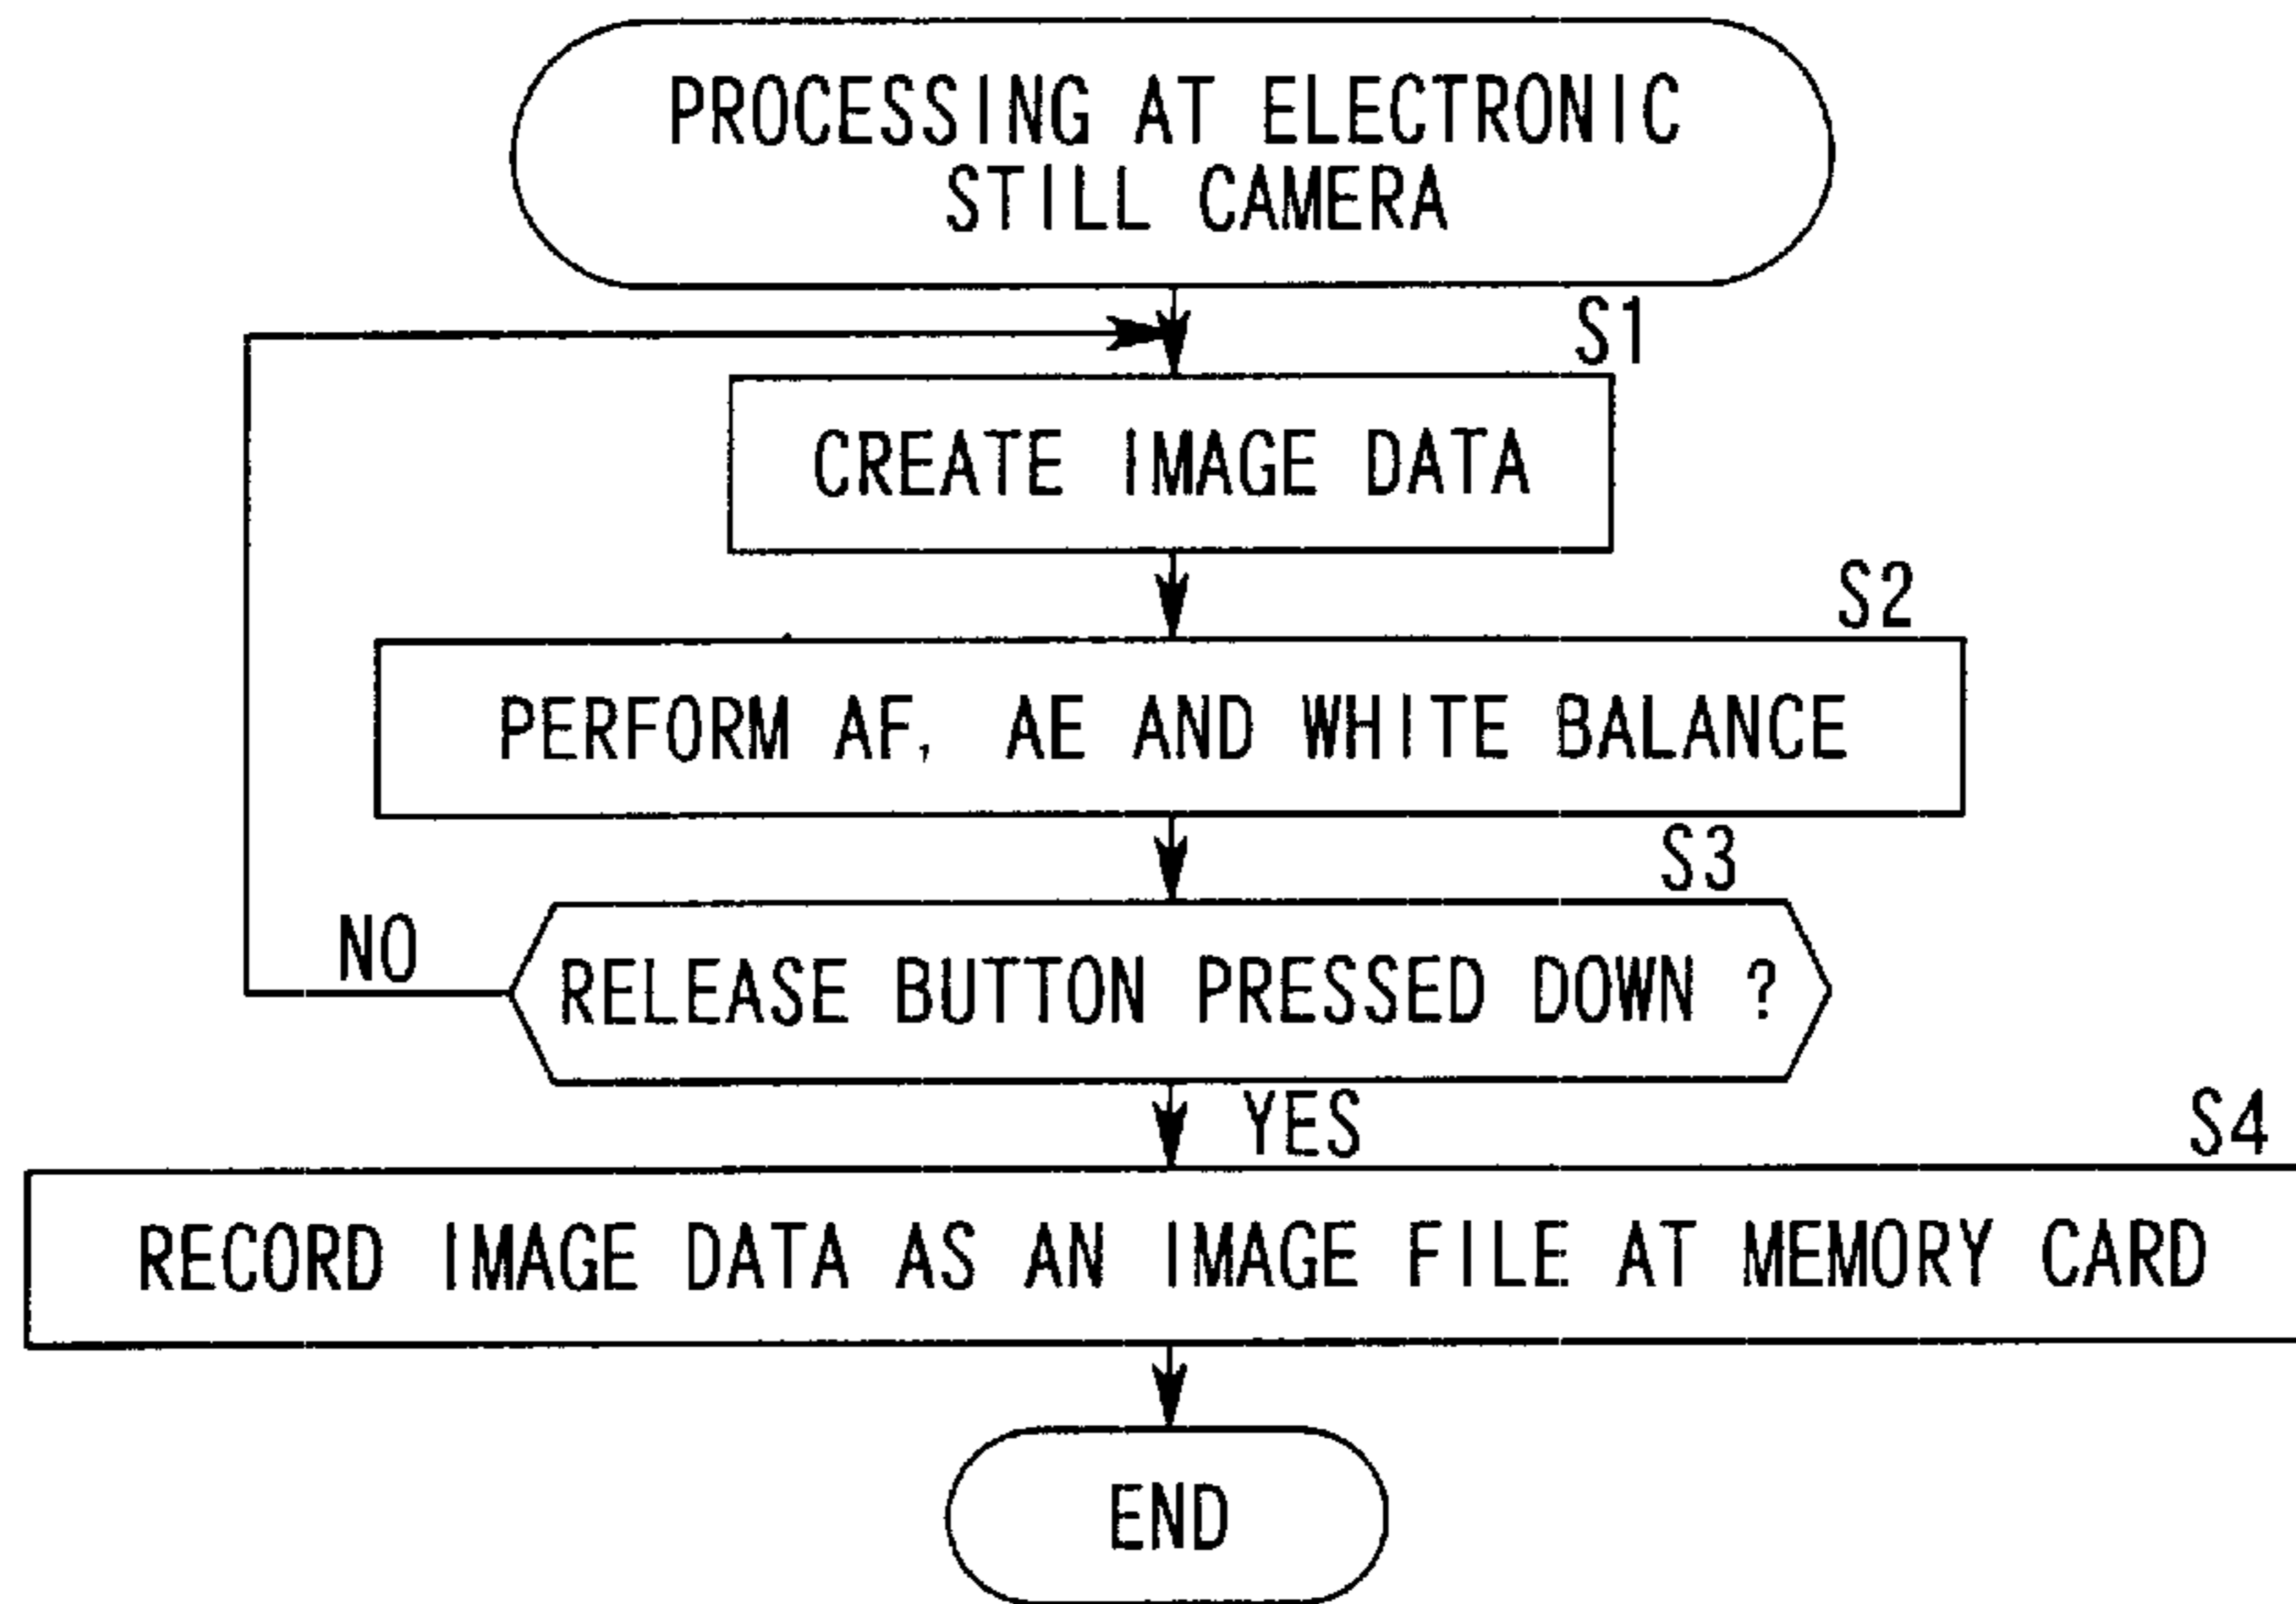 PROCESSING AT ELECTRONIC
STILL CAMERA
S1
CREATE IMAGE DATA
S2
PERFORM AF, AE AND WHITE BALANCE
S3
NO
RELEASE BUTTON PRESSED DOWN ?
YES
S4
RECORD IMAGE DATA AS AN IMAGE FILE AT MEMORY CARD
END